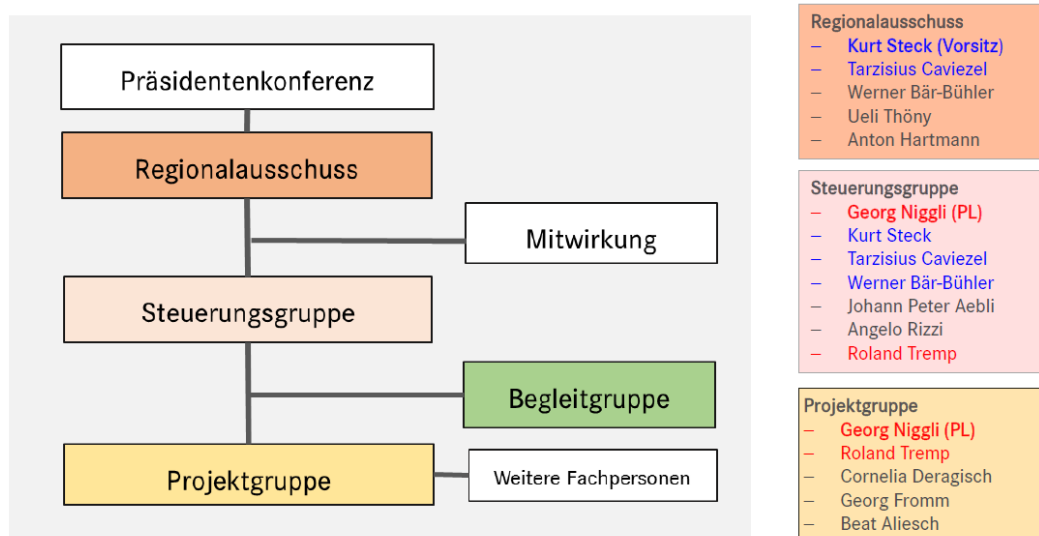 Präsidentenkonferenz
Regionalausschuss
Mitwirkung
Steuerungsgruppe
Begleitgruppe
Projektgruppe
Weitere Fachpersonen
Regionalausschuss
– Kurt Steck (Vorsitz)
– Tarzisius Caviezel
– Werner Bär-Bühler
– Ueli Thöny
– Anton Hartmann
Steuerungsgruppe
– Georg Niggli (PL)
– Kurt Steck
– Tarzisius Caviezel
– Werner Bär-Bühler
– Johann Peter Aebli
– Angelo Rizzi
– Roland Tremp
Projektgruppe
– Georg Niggli (PL)
– Roland Tremp
– Cornelia Deragisch
– Georg Fromm
– Beat Aliesch